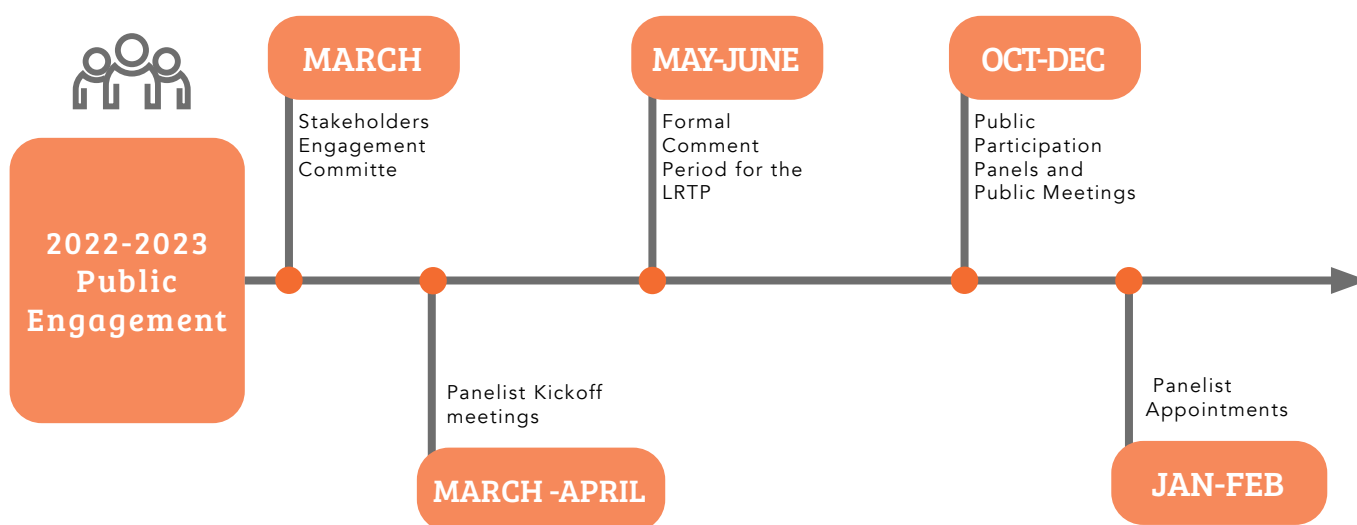 2022-2023
Public
Engagement
MARCH
Stakeholders
Engagement
Committe
Panelist Kickoff
meetings
MARCH -APRIL
MAY-JUNE
Formal
Comment
Period for the
LRTP
OCT-DEC
Public
Participation
Panels and
Public Meetings
Panelist
Appointments
JAN-FEB